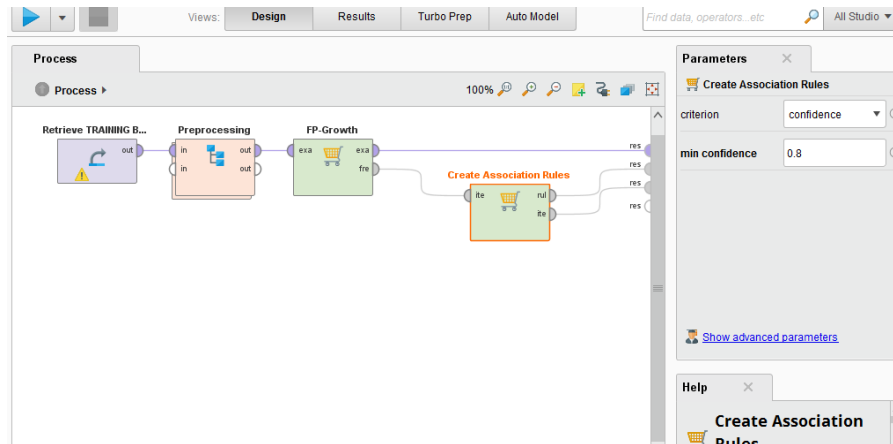 Views:
Design
Results
Turbo Prep
Auto Model
Find data, operators...etc
All Studio
Process
Process
100%
Retrieve TRAINING B...
out
Preprocessing
in
out
in
out
FP-Growth
exa
exa
fre
Create Association Rules
ite
rul
ite
res
res
res
res
Parameters
Create Association Rules
criterion
confidence
min confidence
0.8
Show advanced parameters
Help
Create Association
Rules